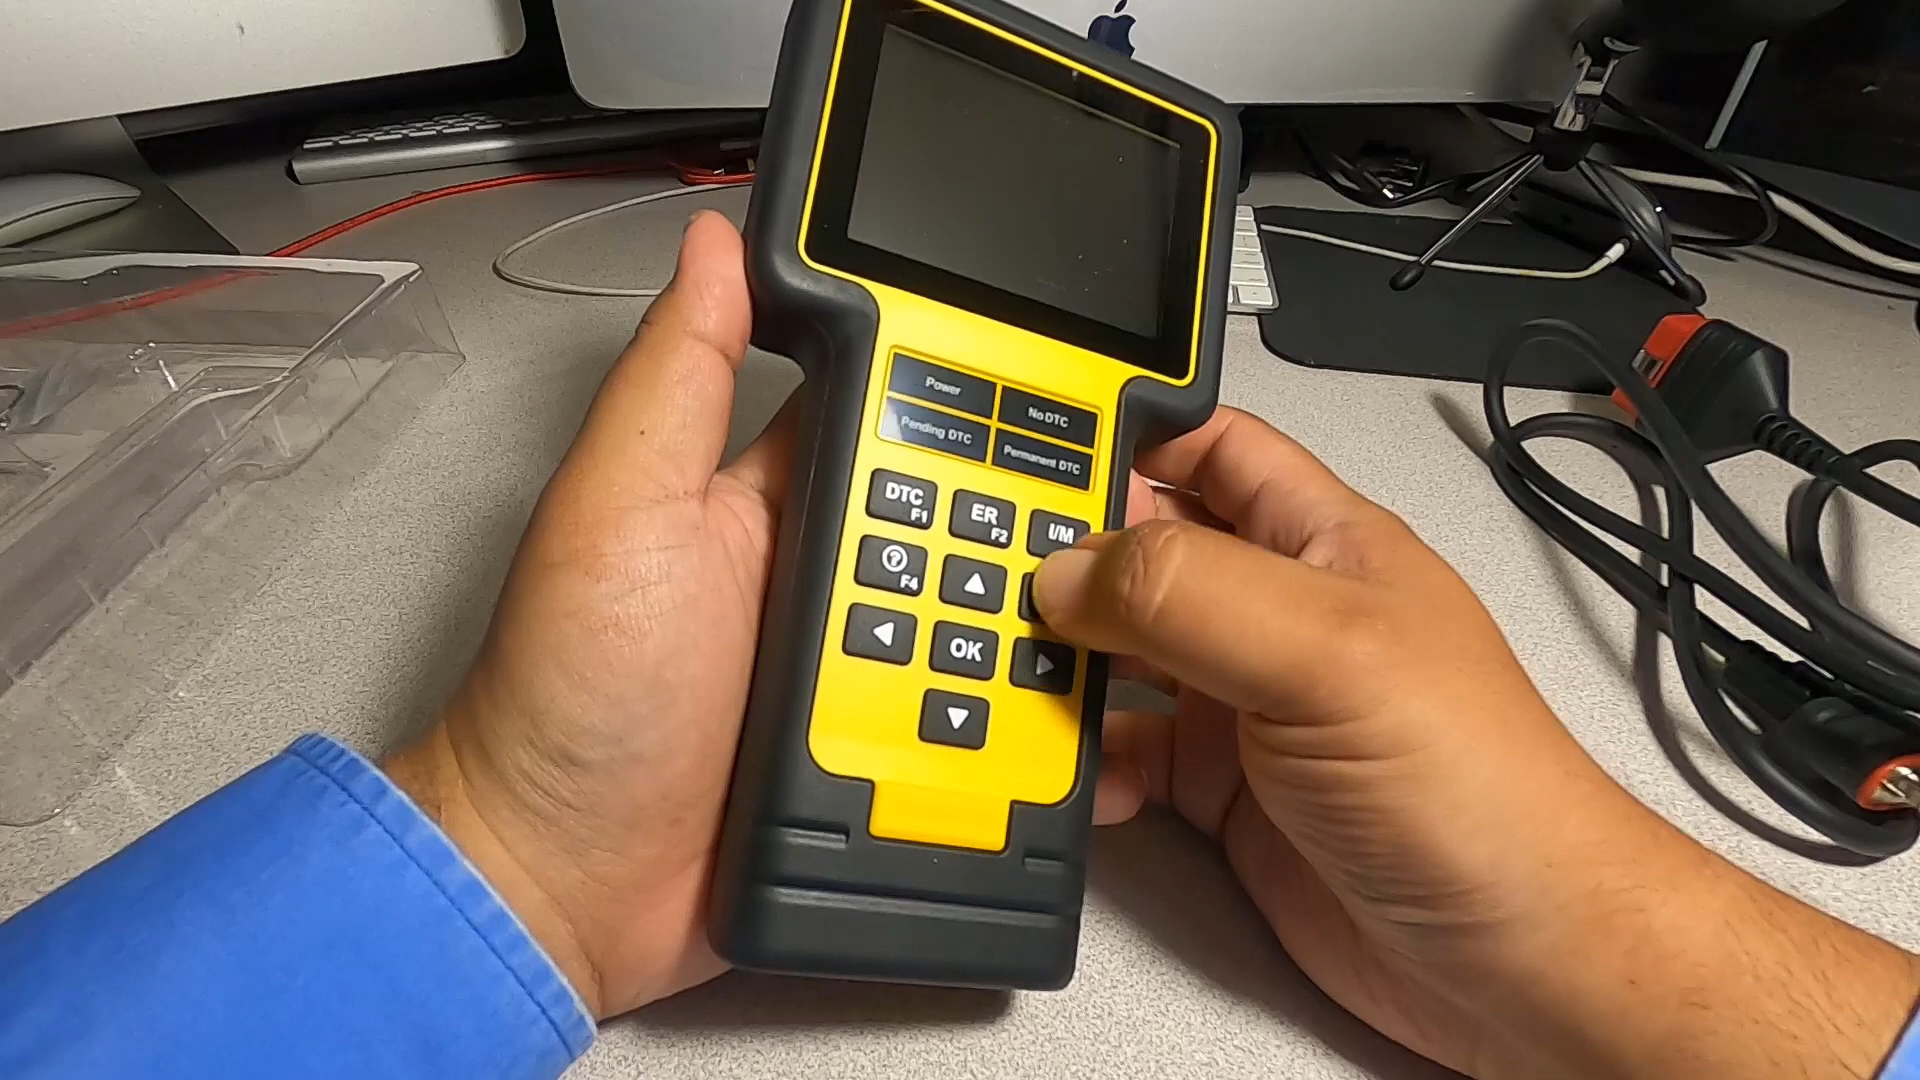 Power
No DTC
Pending DTC
Permanent DTC
DTC
F1
ER
F2
I/M
?
F4
OK